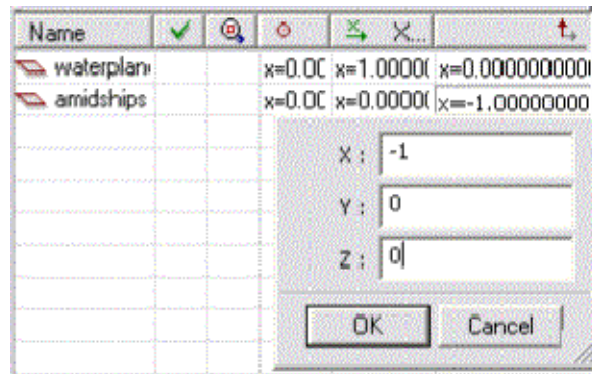 Name X...
waterplan x=0.00 x=1.0000( x=0.0000000000
amidships x=0.00 x=0.0000( x=-1.00000000
X : -1
Y : 0
Z : 0
OK Cancel